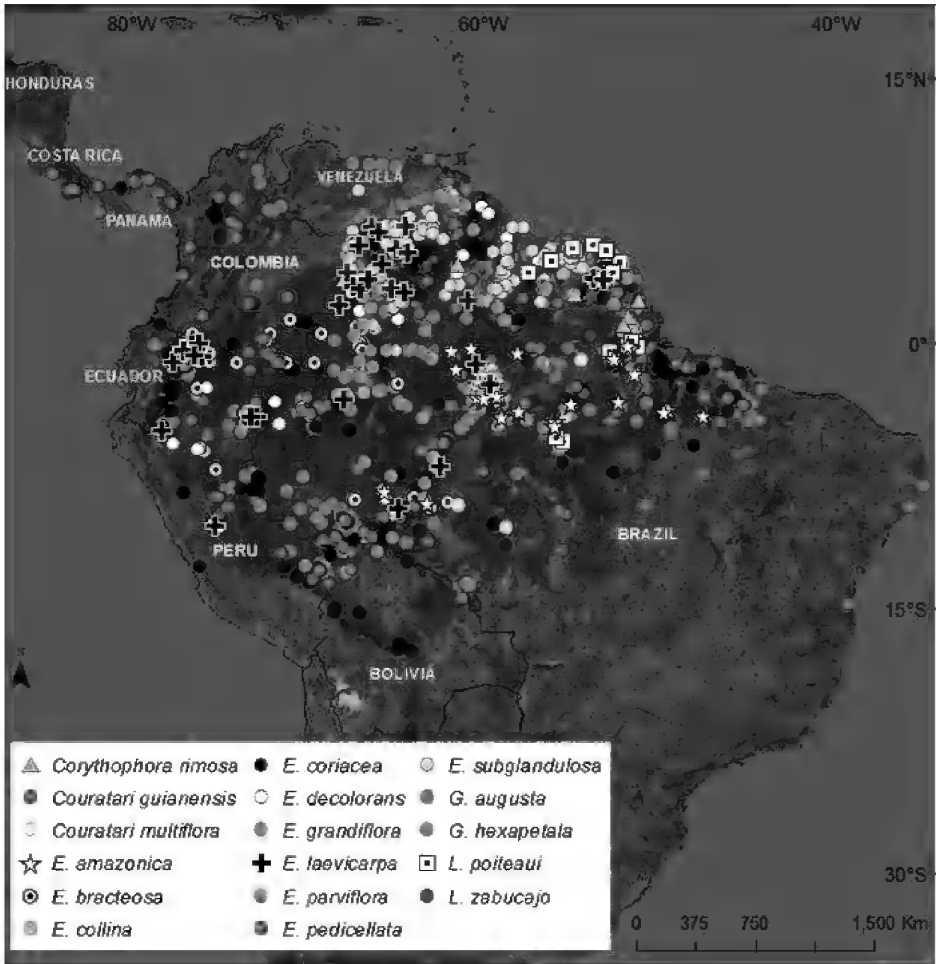 80°W 60°W 40°W
15°N
HONDURAS
COSTA RICA
VENEZUELA
PANAMA
COLOMBIA
0°
ECUADOR
BRAZIL
PERU
15°S
BOLIVIA
N
Corythophora rimosa E. coriacea E. subglandulosa
Couratari guianensis E. decolorans G. augusta
Couratari multiflora E. grandiflora G. hexapetala
E. amazonica E. laevicarpa L. poiteaui
E. bracteosa E. parviflora L. zabucajo
E. collina E. pedicellata
30°S
0 375 750 1,500 Km